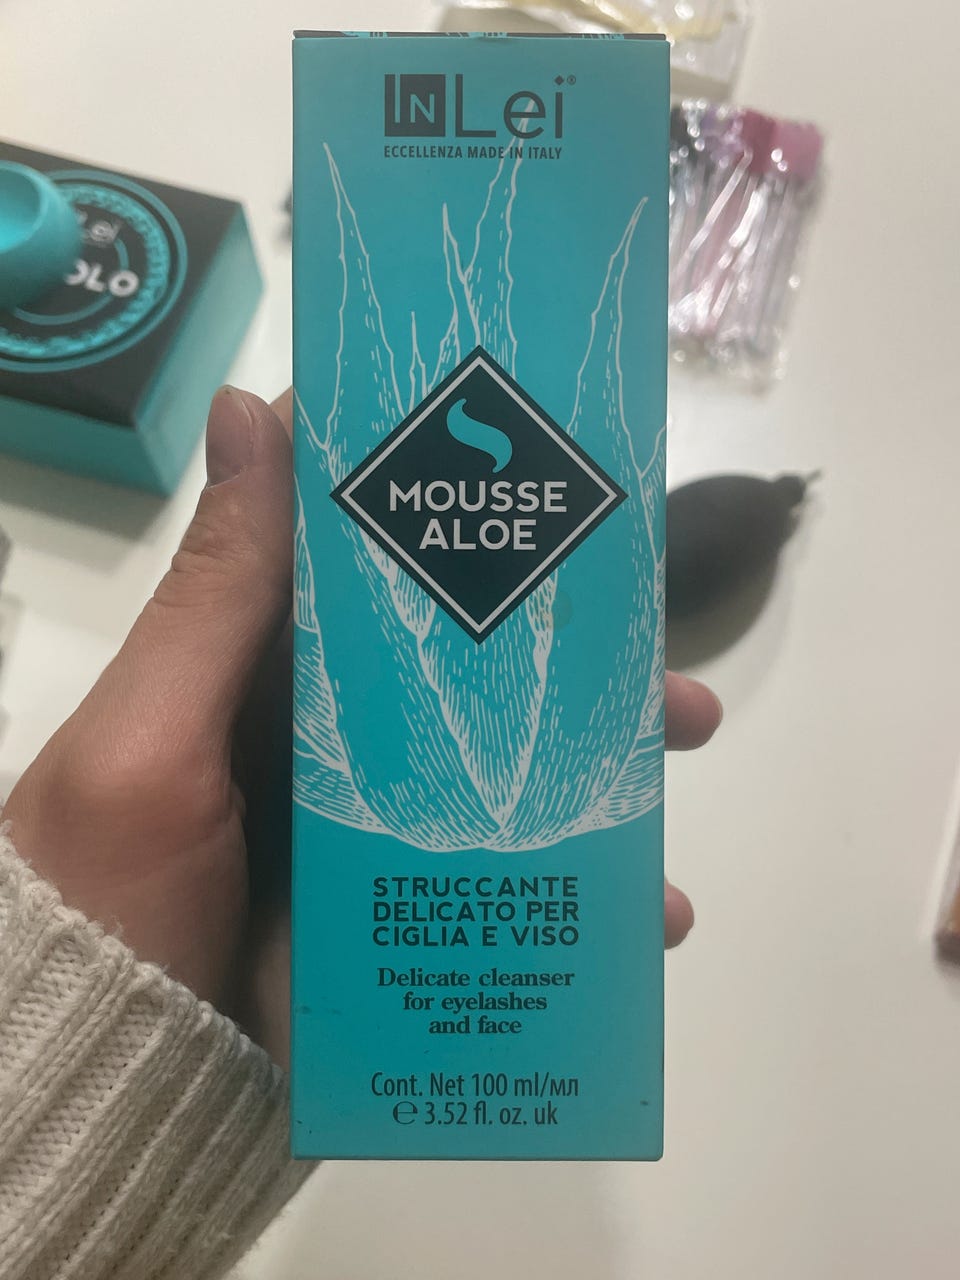 INLei®
ECCELLENZA MADE IN ITALY
MOUSSE
ALOE
STRUCCANTE
DELICATO PER
CIGLIA E VISO
Delicate cleanser
for eyelashes
and face
Cont. Net 100 ml/мл
℮ 3.52 fl. oz. uk
Lei